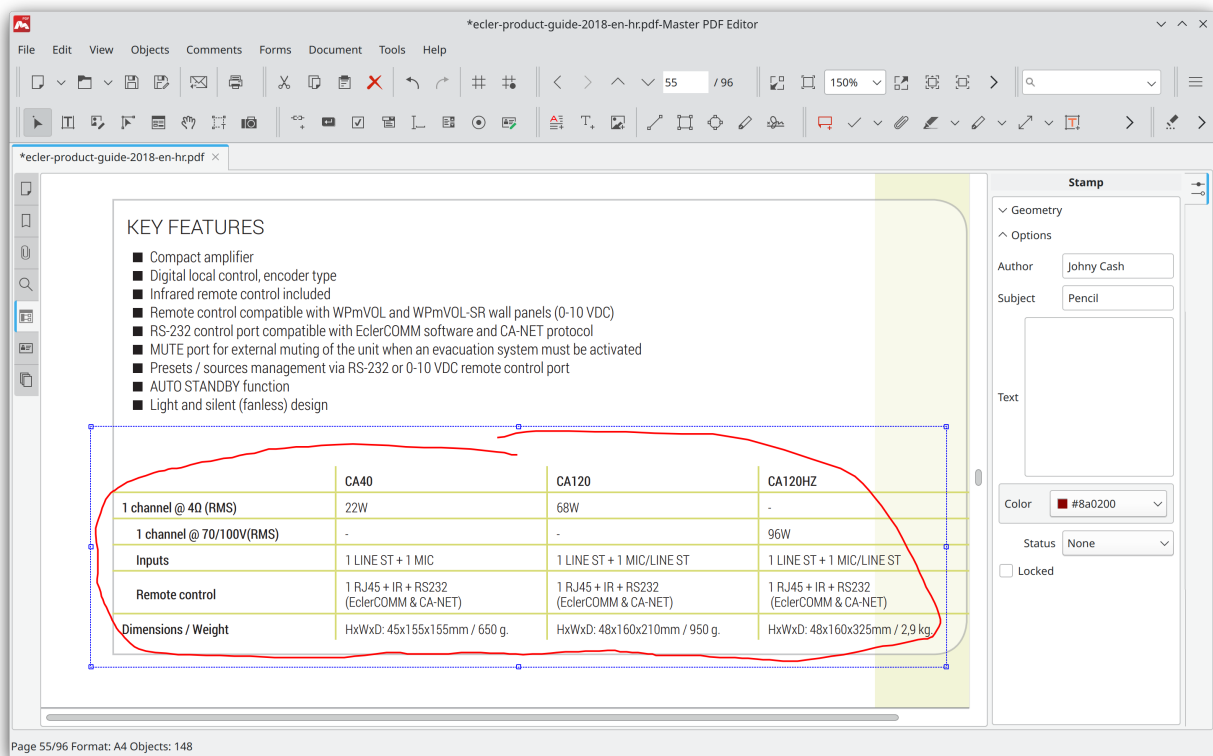 *ecler-product-guide-2018-en-hr.pdf-Master PDF Editor
File Edit View Objects Comments Forms Document Tools Help
55 / 96 150%
*ecler-product-guide-2018-en-hr.pdf
KEY FEATURES
Compact amplifier
Digital local control, encoder type
Infrared remote control included
Remote control compatible with WPmVOL and WPmVOL-SR wall panels (0-10 VDC)
RS-232 control port compatible with EclerCOMM software and CA-NET protocol
MUTE port for external muting of the unit when an evacuation system must be activated
Presets / sources management via RS-232 or 0-10 VDC remote control port
AUTO STANDBY function
Light and silent (fanless) design
CA40 CA120 CA120HZ
1 channel @ 4Ω (RMS) 22W 68W -
1 channel @ 70/100V(RMS) - - 96W
Inputs 1 LINE ST + 1 MIC 1 LINE ST + 1 MIC/LINE ST 1 LINE ST + 1 MIC/LINE ST
Remote control 1 RJ45 + IR + RS232 1 RJ45 + IR + RS232 1 RJ45 + IR + RS232
(EclerCOMM & CA-NET) (EclerCOMM & CA-NET) (EclerCOMM & CA-NET)
Dimensions / Weight HxWxD: 45x155x155mm / 650 g. HxWxD: 48x160x210mm / 950 g. HxWxD: 48x160x325mm / 2,9 kg.
Stamp
Geometry
Options
Author Johny Cash
Subject Pencil
Text
Color #8a0200
Status None
Locked
Page 55/96 Format: A4 Objects: 148